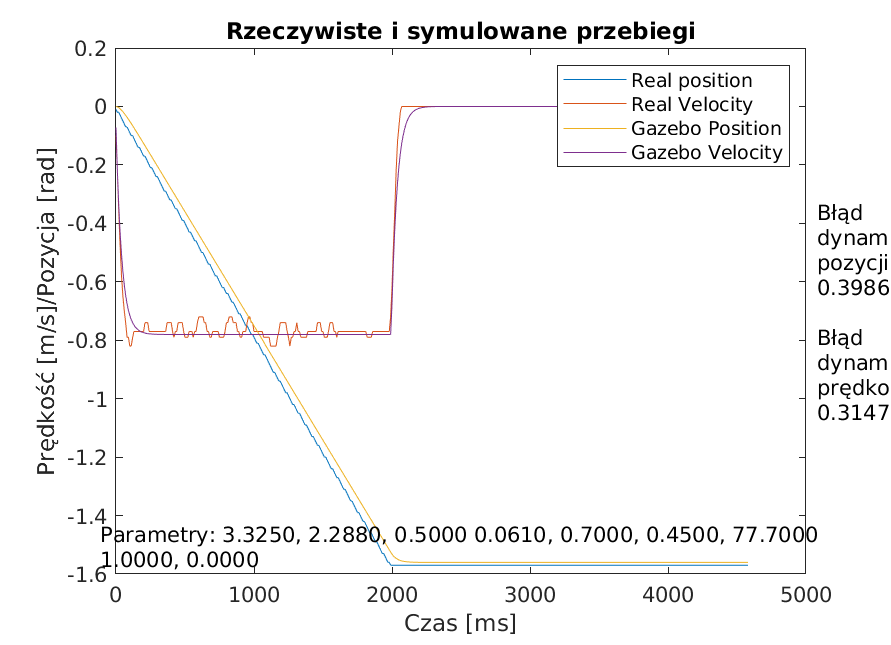 Rzeczywiste i symulowane przebiegi
0.2
0
-0.2
-0.4
-0.6
-0.8
-1
-1.2
-1.4
-1.6
Prędkość [m/s]/Pozycja [rad]
Real position
Real Velocity
Gazebo Position
Gazebo Velocity
Błąd
dynam
pozycji
0.3986
Błąd
dynam
prędko
0.3147
Parametry: 3.3250, 2.2880, 0.5000 0.0610, 0.7000, 0.4500, 77.7000
1.0000, 0.0000
0 1000 2000 3000 4000 5000
Czas [ms]